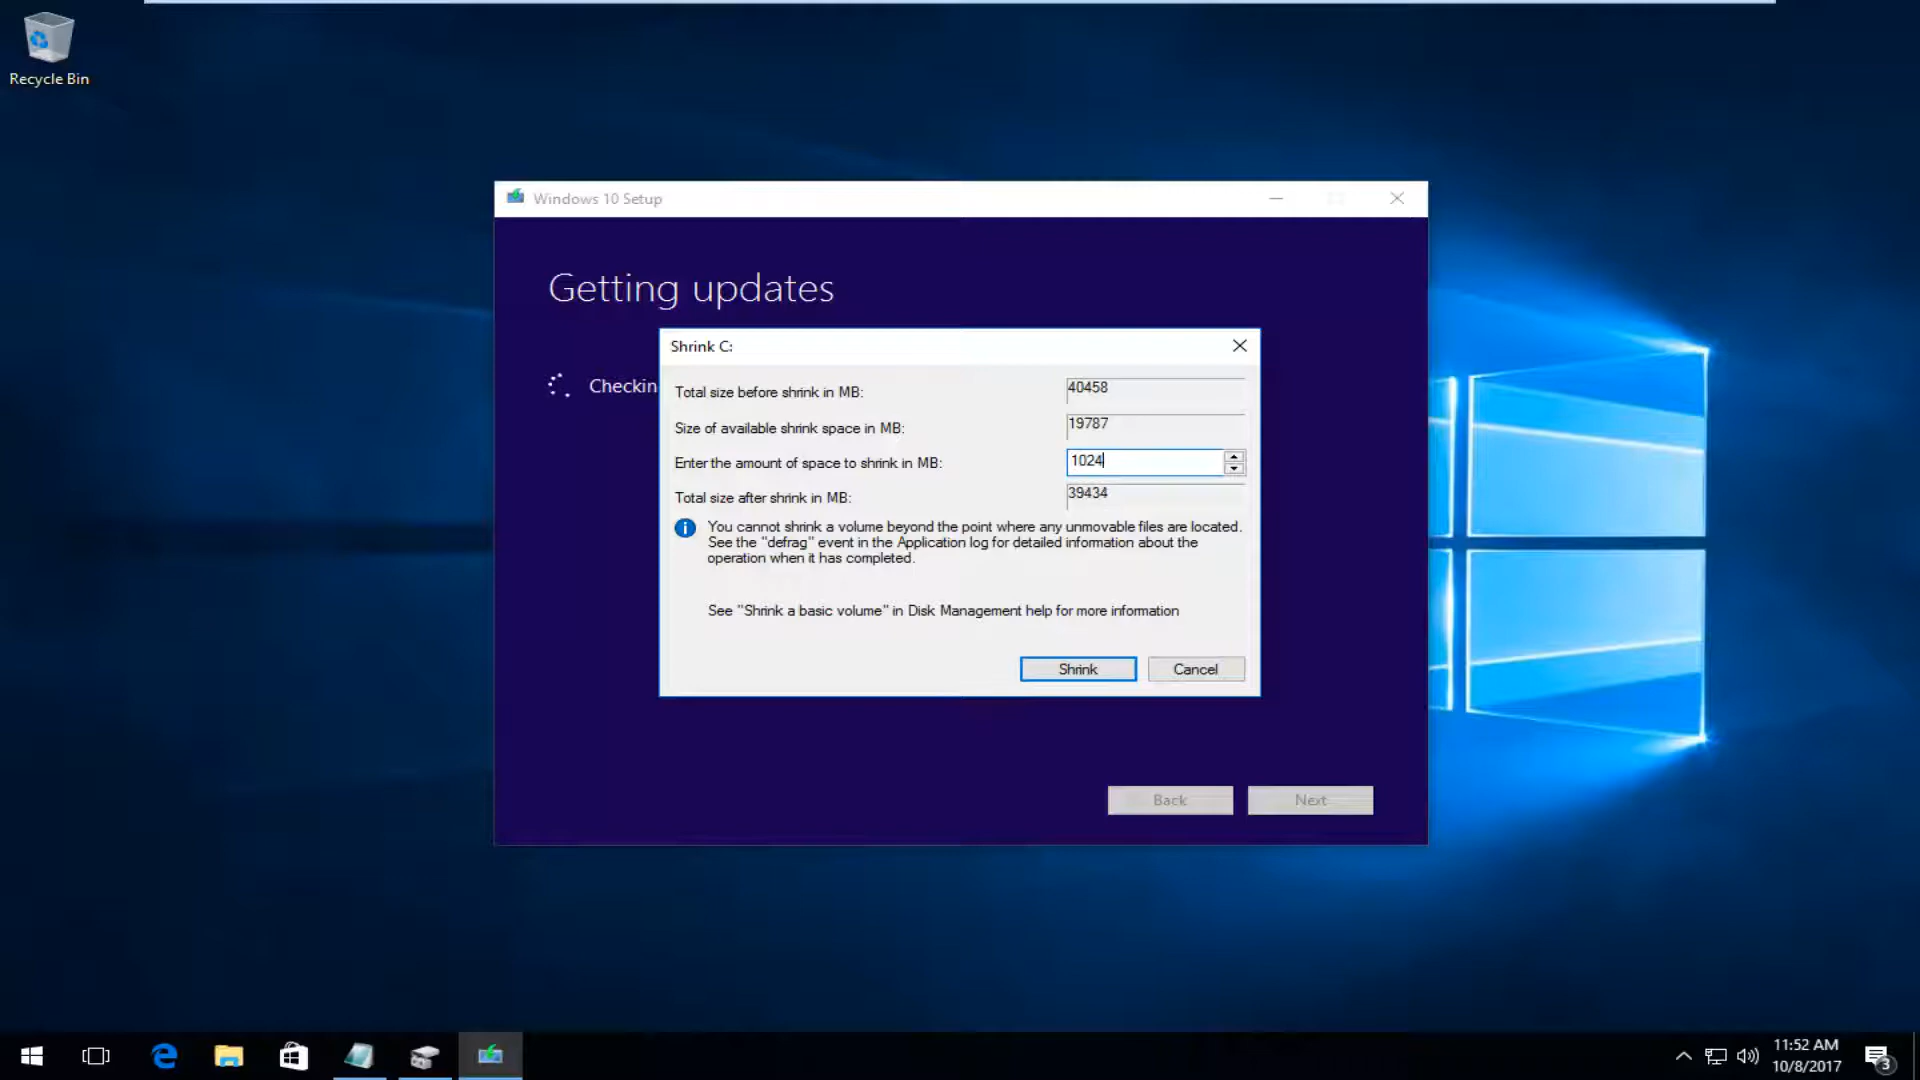 Recycle Bin
Windows 10 Setup
Getting updates
Checkin
Shrink C:
Total size before shrink in MB: 40458
Size of available shrink space in MB: 19787
Enter the amount of space to shrink in MB: 1024
Total size after shrink in MB: 39434
You cannot shrink a volume beyond the point where any unmovable files are located.
See the "defrag" event in the Application log for detailed information about the
operation when it has completed.
See "Shrink a basic volume" in Disk Management help for more information
Shrink Cancel
Back Next
11:52 AM
10/8/2017
3